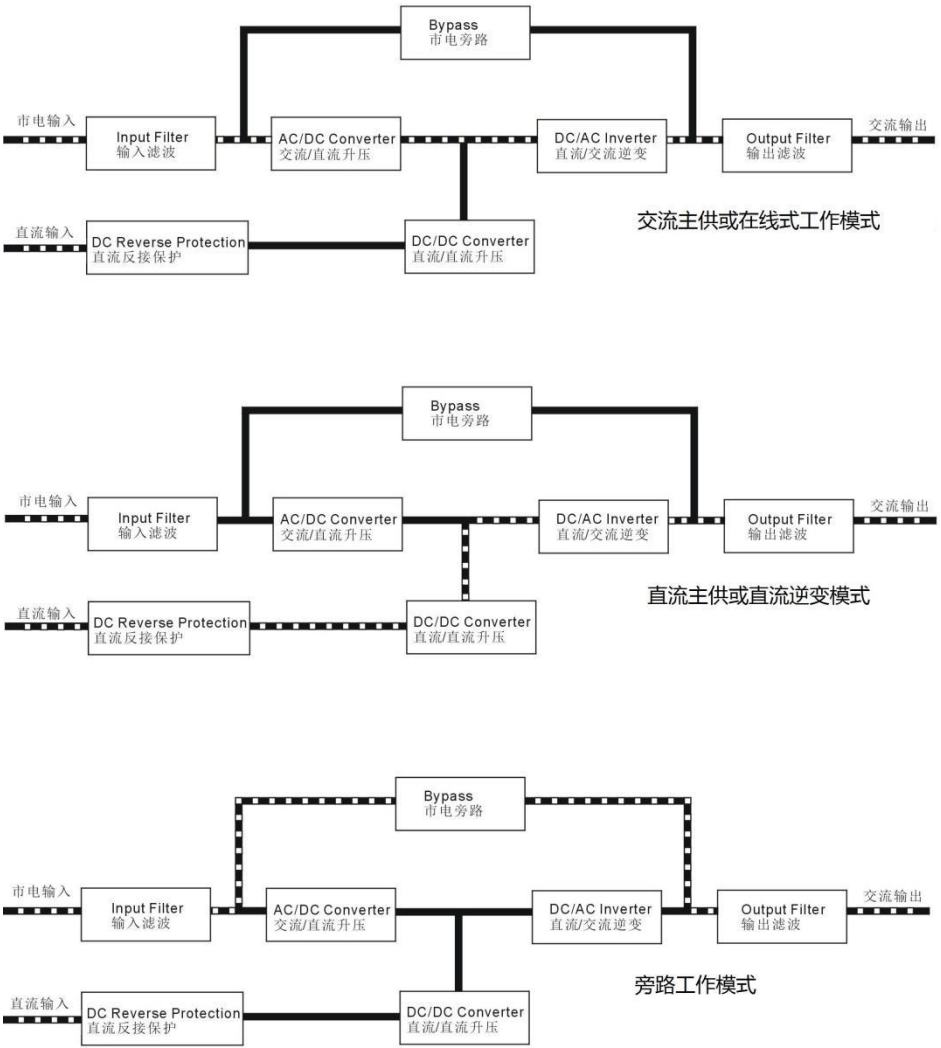 Bypass
市电旁路
市电输入
Input Filter
输入滤波
AC/DC Converter
交流/直流升压
DC/AC Inverter
直流/交流逆变
Output Filter
输出滤波
交流输出
交流主供或在线式工作模式
直流输入
DC Reverse Protection
直流反接保护
DC/DC Converter
直流/直流升压
Bypass
市电旁路
市电输入
Input Filter
输入滤波
AC/DC Converter
交流/直流升压
DC/AC Inverter
直流/交流逆变
Output Filter
输出滤波
交流输出
直流主供或直流逆变模式
直流输入
DC Reverse Protection
直流反接保护
DC/DC Converter
直流/直流升压
Bypass
市电旁路
市电输入
Input Filter
输入滤波
AC/DC Converter
交流/直流升压
DC/AC Inverter
直流/交流逆变
Output Filter
输出滤波
交流输出
旁路工作模式
直流输入
DC Reverse Protection
直流反接保护
DC/DC Converter
直流/直流升压